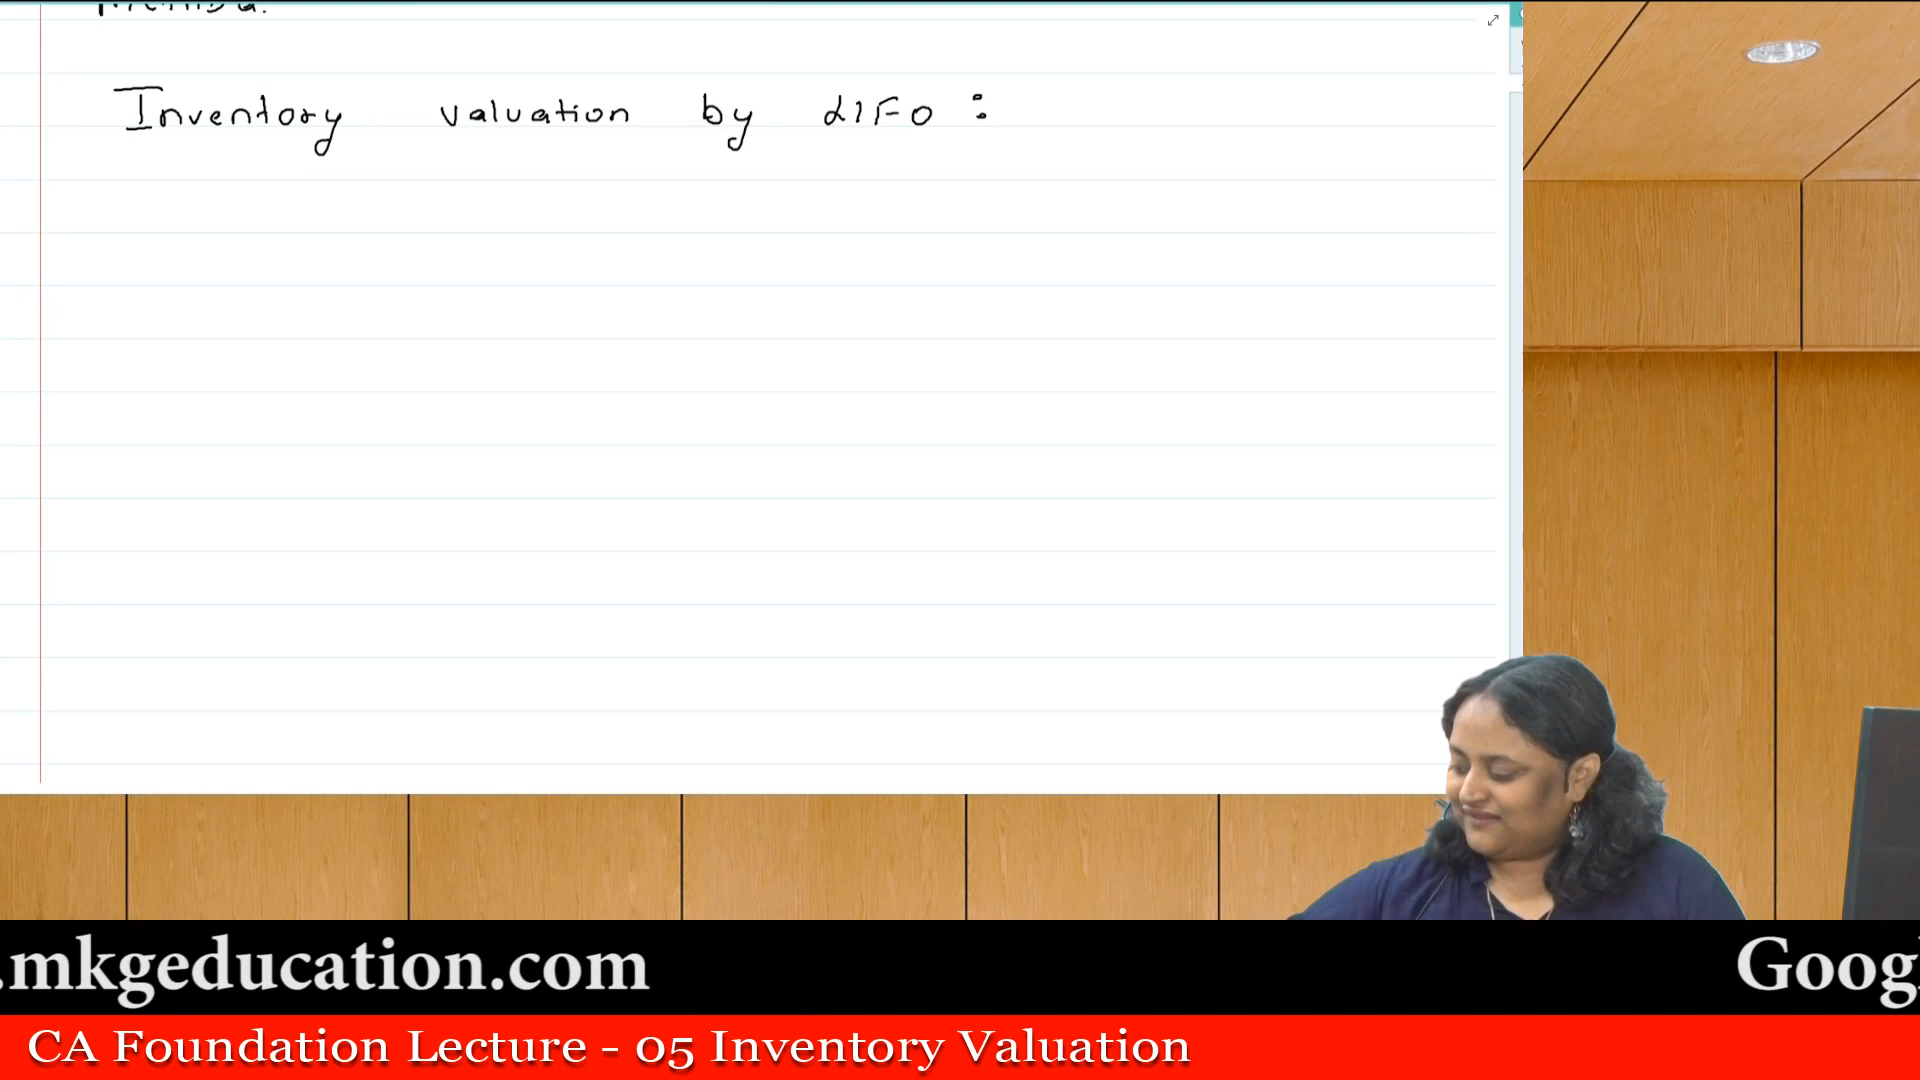 Inventory valuation by LIFO :
.mkgeducation.com
Goog
CA Foundation Lecture - 05 Inventory Valuation